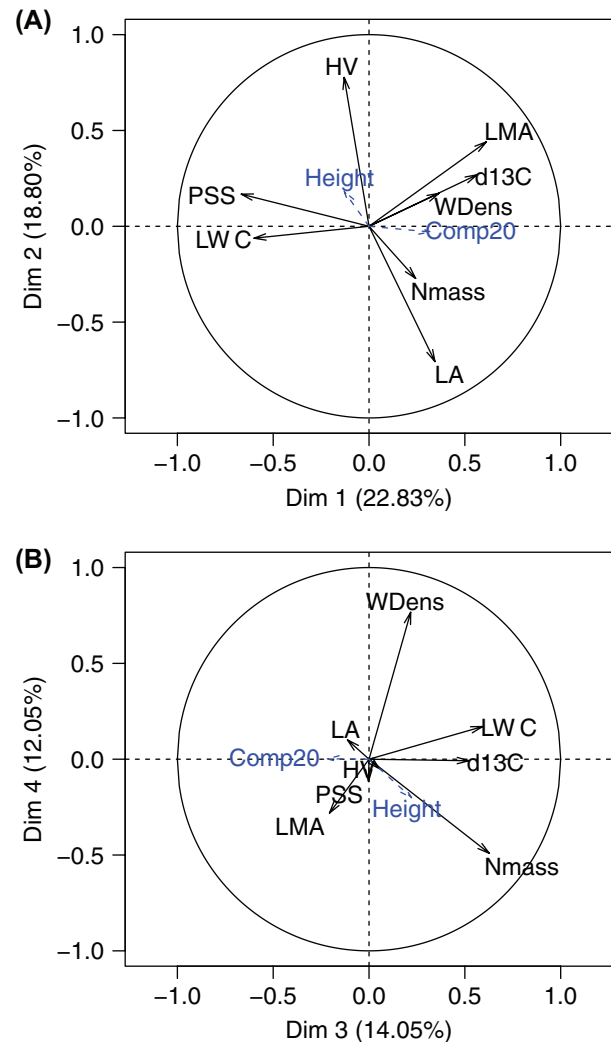 (A)
1.0
HV
LMA
0.5
d13C
Height
PSS
WDens
0.0
Comp20
LW C
Nmass
−0.5
LA
−1.0
Dim 2 (18.80%)
−1.0 −0.5 0.0 0.5 1.0
Dim 1 (22.83%)
(B)
1.0
WDens
0.5
LA
LW C
Comp20
0.0
d13C
HV
PSS
Height
LMA
−0.5
Nmass
−1.0
Dim 4 (12.05%)
−1.0 −0.5 0.0 0.5 1.0
Dim 3 (14.05%)